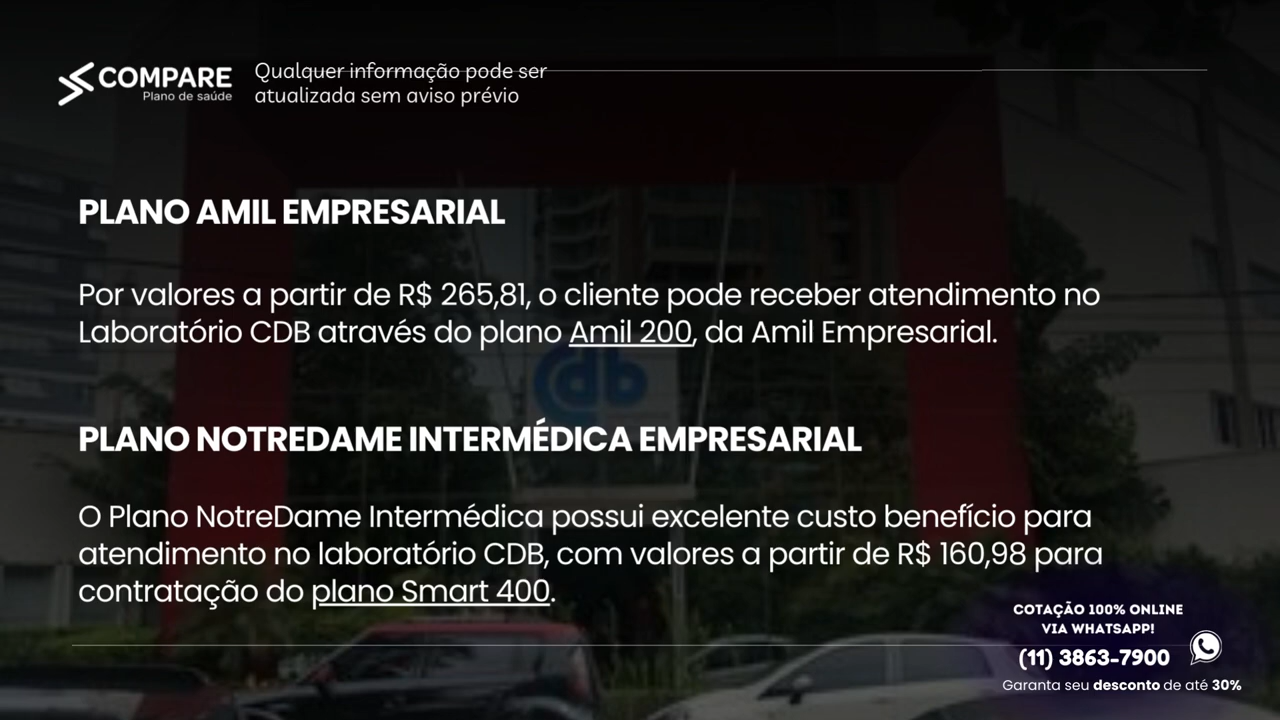 COMPARE
Plano de saúde
Qualquer informação pode ser
atualizada sem aviso prévio
PLANO AMIL EMPRESARIAL
Por valores a partir de R$ 265,81, o cliente pode receber atendimento no
Laboratório CDB através do plano Amil 200, da Amil Empresarial.
cdb
PLANO NOTREDAME INTERMÉDICA EMPRESARIAL
O Plano NotreDame Intermédica possui excelente custo benefício para
atendimento no laboratório CDB, com valores a partir de R$ 160,98 para
contratação do plano Smart 400.
COTAÇÃO 100% ONLINE
VIA WHATSAPP!
(11) 3863-7900
Garanta seu desconto de até 30%